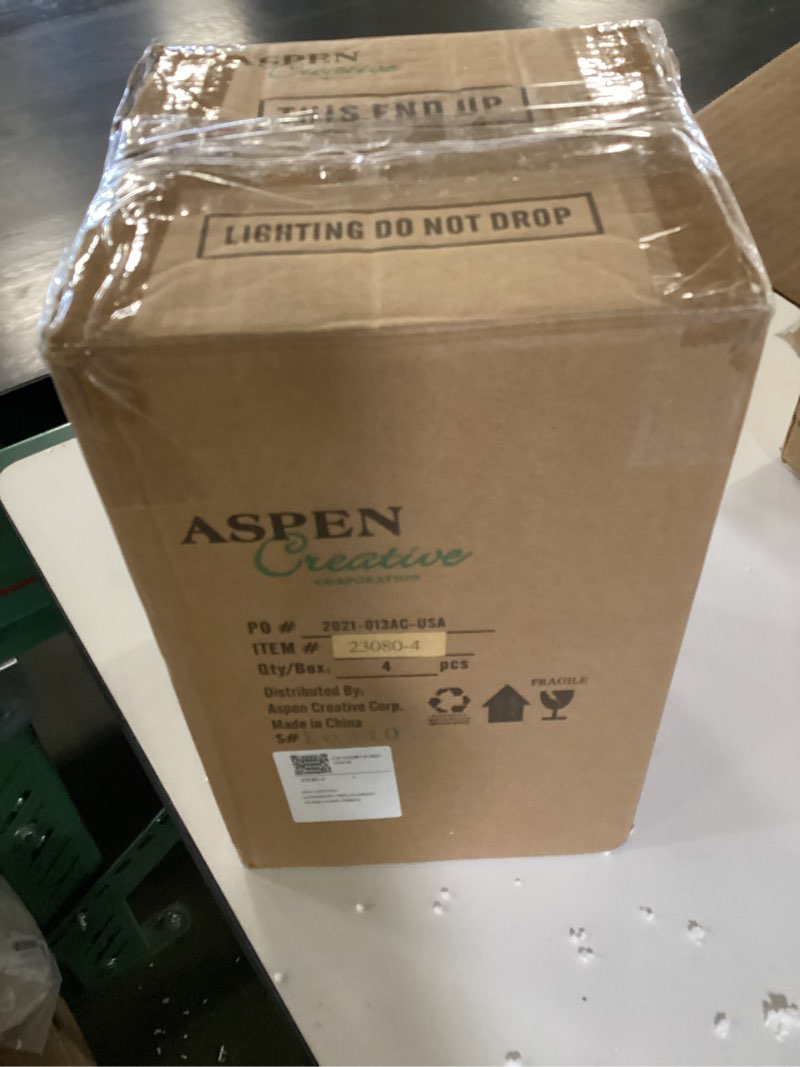 ASPEN
Creative
THIS END UP
LIGHTING DO NOT DROP
ASPEN
Creative
CORPORATION
PO # 2021-013AC-USA
ITEM # 23080-4
Qty/Box: 4 pcs
FRAGILE
Distributed By:
Aspen Creative Corp.
Made in China
S#